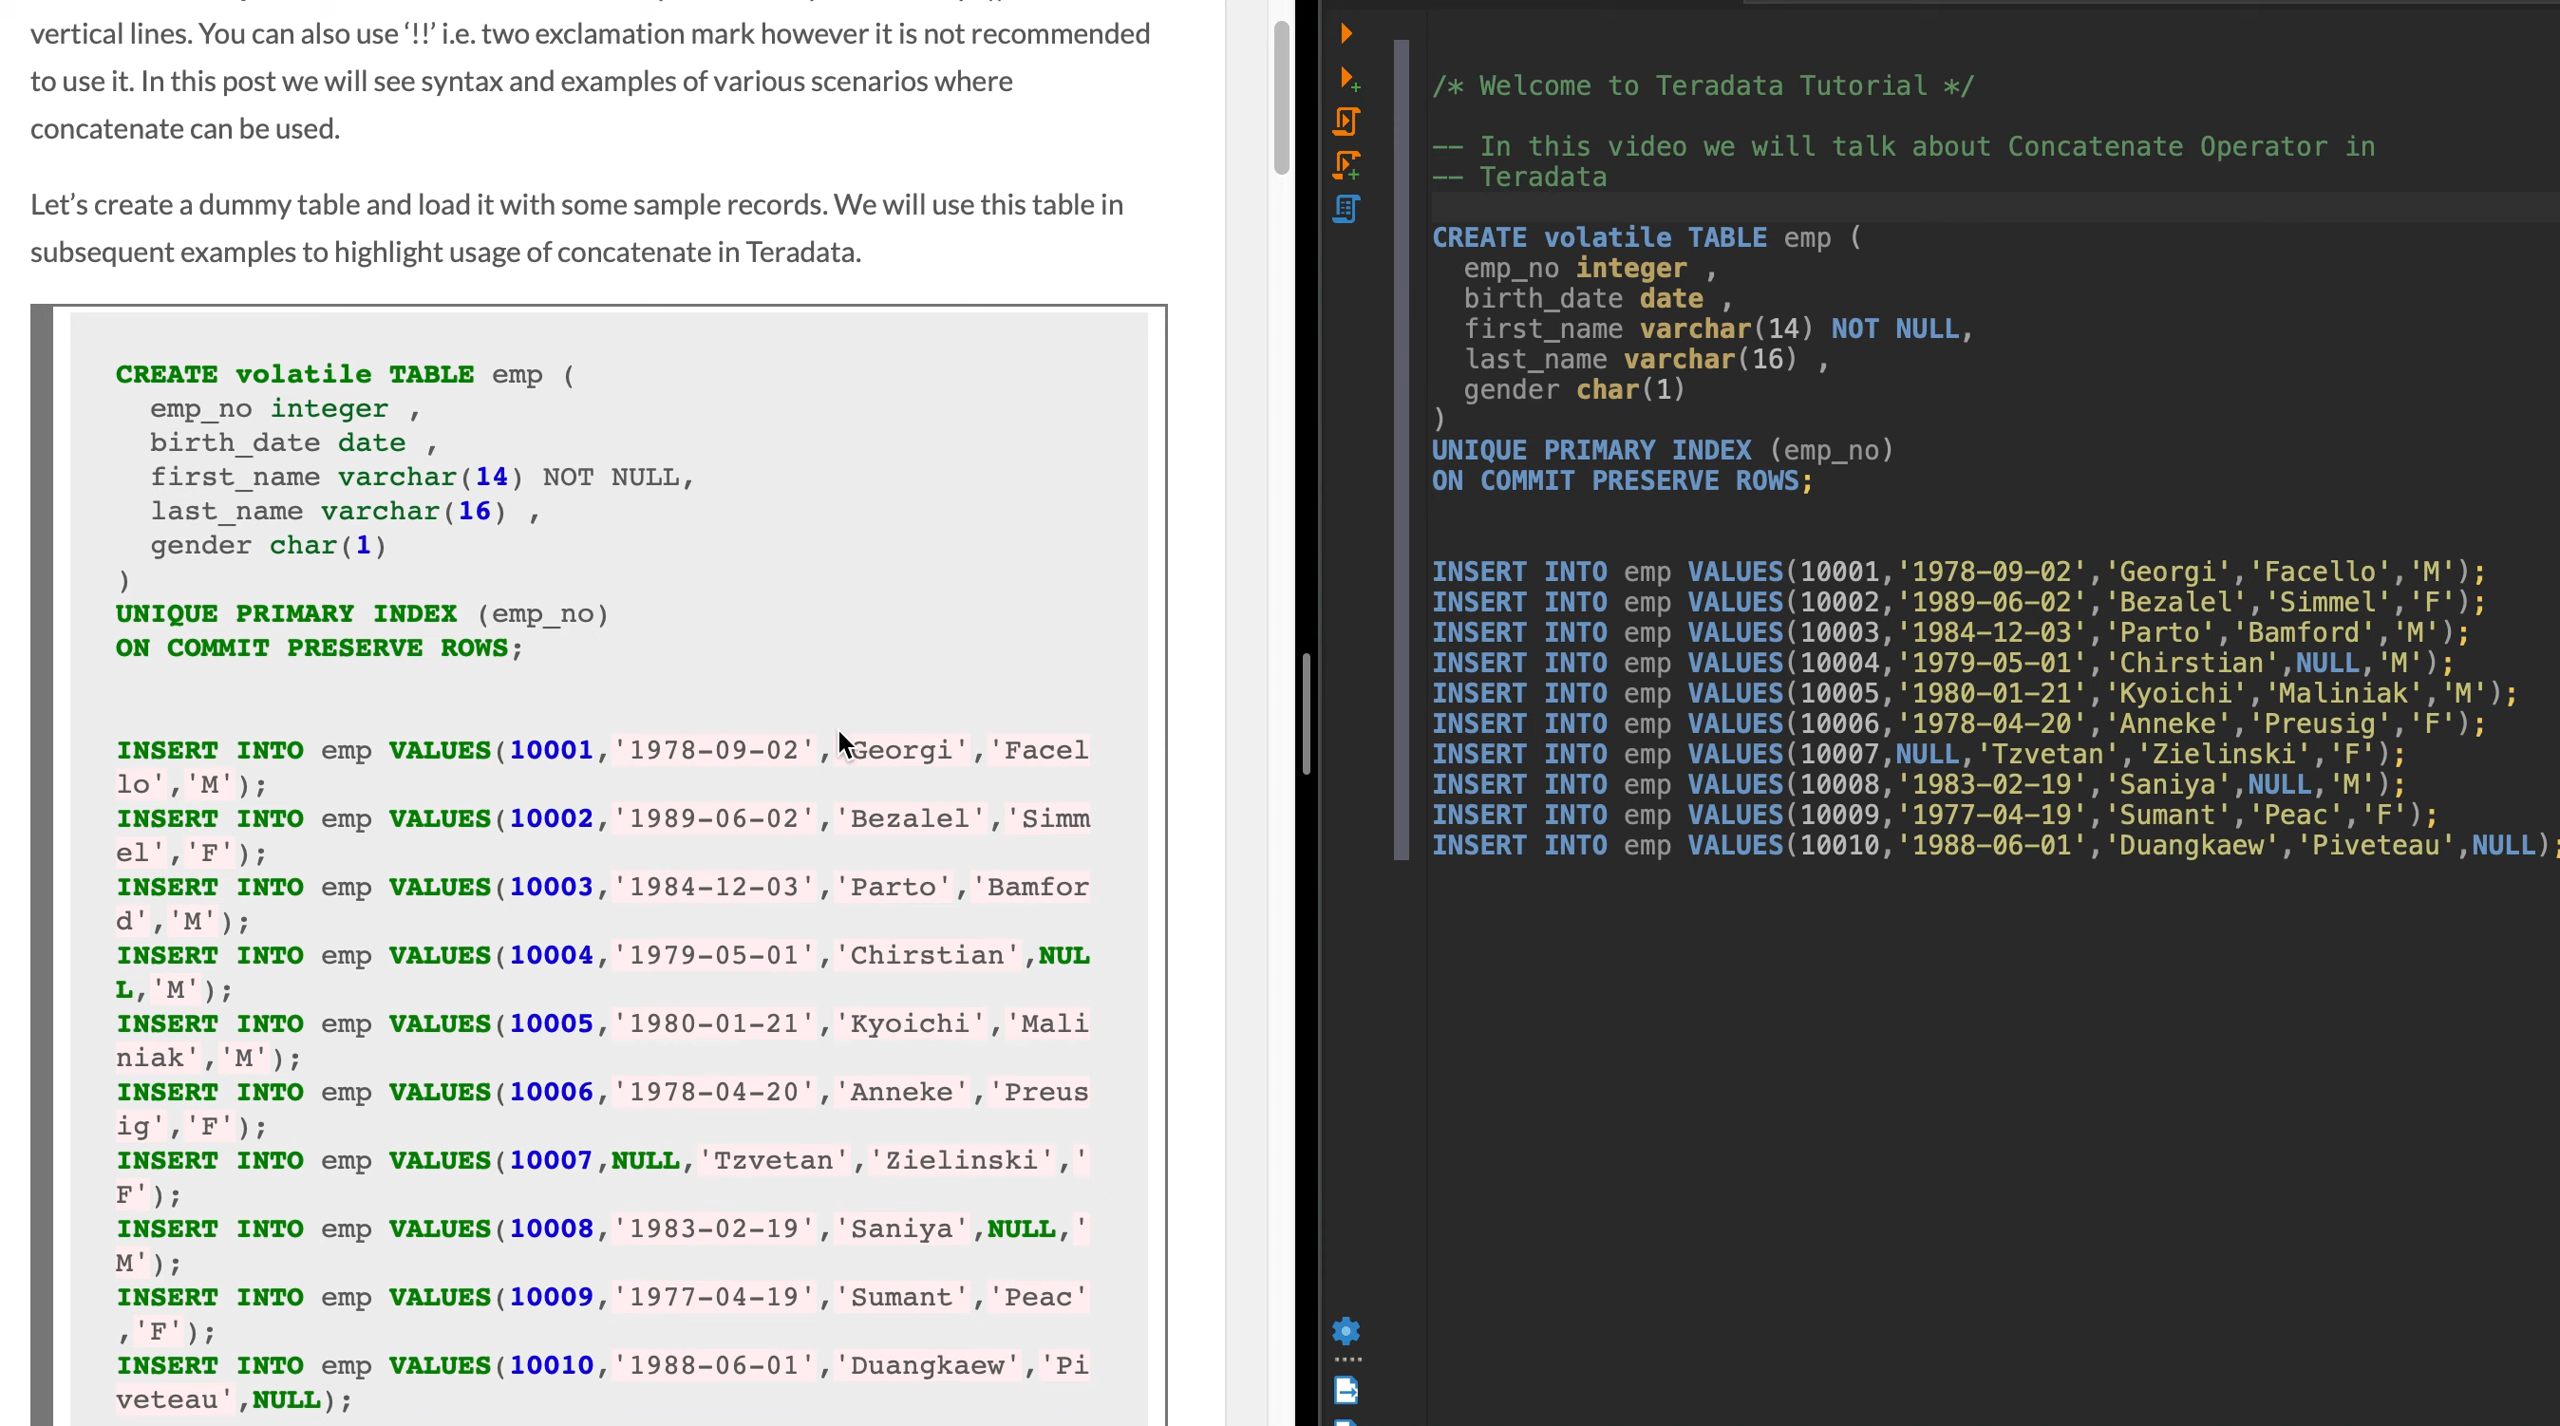 vertical lines. You can also use ‘!!’ i.e. two exclamation mark however it is not recommended
to use it. In this post we will see syntax and examples of various scenarios where
concatenate can be used.
Let’s create a dummy table and load it with some sample records. We will use this table in
subsequent examples to highlight usage of concatenate in Teradata.
CREATE volatile TABLE emp (
emp_no integer ,
birth_date date ,
first_name varchar(14) NOT NULL,
last_name varchar(16) ,
gender char(1)
)
UNIQUE PRIMARY INDEX (emp_no)
ON COMMIT PRESERVE ROWS;
INSERT INTO emp VALUES(10001,'1978-09-02','Georgi','Facel
lo','M');
INSERT INTO emp VALUES(10002,'1989-06-02','Bezalel','Simm
el','F');
INSERT INTO emp VALUES(10003,'1984-12-03','Parto','Bamfor
d','M');
INSERT INTO emp VALUES(10004,'1979-05-01','Chirstian',NUL
L,'M');
INSERT INTO emp VALUES(10005,'1980-01-21','Kyoichi','Mali
niak','M');
INSERT INTO emp VALUES(10006,'1978-04-20','Anneke','Preus
ig','F');
INSERT INTO emp VALUES(10007,NULL,'Tzvetan','Zielinski','
F');
INSERT INTO emp VALUES(10008,'1983-02-19','Saniya',NULL,'
M');
INSERT INTO emp VALUES(10009,'1977-04-19','Sumant','Peac'
,'F');
INSERT INTO emp VALUES(10010,'1988-06-01','Duangkaew','Pi
veteau',NULL);
/* Welcome to Teradata Tutorial */
-- In this video we will talk about Concatenate Operator in
-- Teradata
CREATE volatile TABLE emp (
emp_no integer ,
birth_date date ,
first_name varchar(14) NOT NULL,
last_name varchar(16) ,
gender char(1)
)
UNIQUE PRIMARY INDEX (emp_no)
ON COMMIT PRESERVE ROWS;
INSERT INTO emp VALUES(10001,'1978-09-02','Georgi','Facello','M');
INSERT INTO emp VALUES(10002,'1989-06-02','Bezalel','Simmel','F');
INSERT INTO emp VALUES(10003,'1984-12-03','Parto','Bamford','M');
INSERT INTO emp VALUES(10004,'1979-05-01','Chirstian',NULL,'M');
INSERT INTO emp VALUES(10005,'1980-01-21','Kyoichi','Maliniak','M');
INSERT INTO emp VALUES(10006,'1978-04-20','Anneke','Preusig','F');
INSERT INTO emp VALUES(10007,NULL,'Tzvetan','Zielinski','F');
INSERT INTO emp VALUES(10008,'1983-02-19','Saniya',NULL,'M');
INSERT INTO emp VALUES(10009,'1977-04-19','Sumant','Peac','F');
INSERT INTO emp VALUES(10010,'1988-06-01','Duangkaew','Piveteau',NULL);